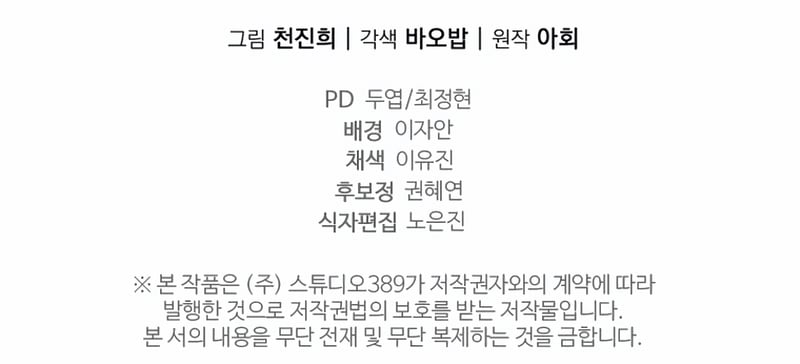 그림 천진희 | 각색 바오밥 | 원작 아회
PD 두엽/최정현
배경 이자안
채색 이유진
후보정 권혜연
식자편집 노은진
※ 본 작품은 (주) 스튜디오389가 저작권자와의 계약에 따라
발행한 것으로 저작권법의 보호를 받는 저작물입니다.
본 서의 내용을 무단 전재 및 무단 복제하는 것을 금합니다.